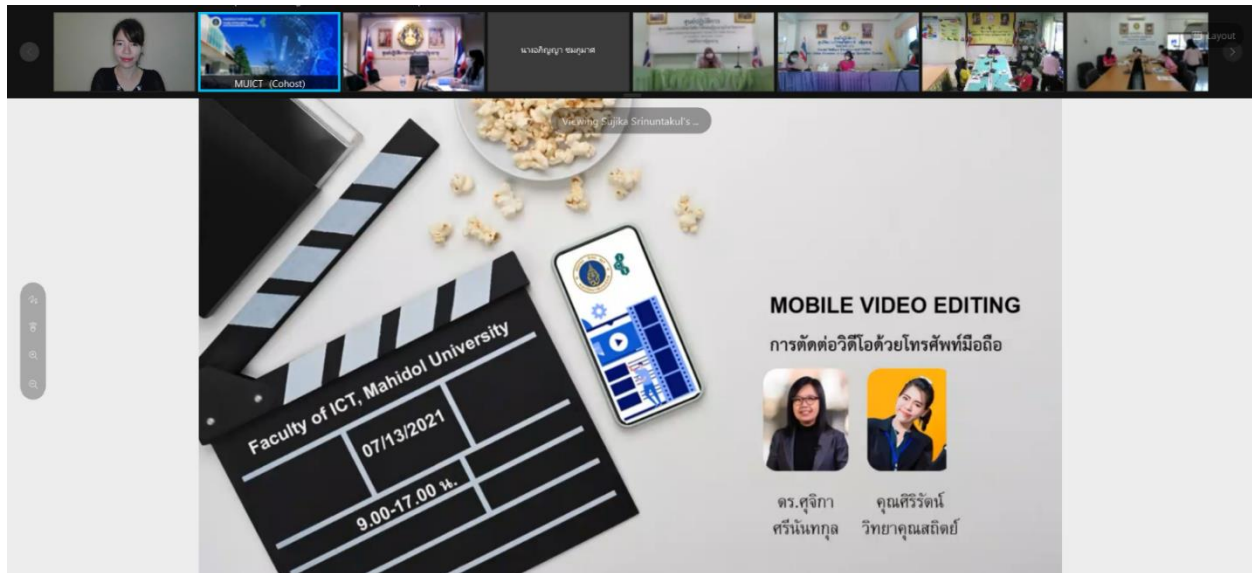 นางอภิญญา ชมภูมาศ
Layout
MUICT (Cohost)
Viewing Sujika Srinuntakul's ...
Faculty of ICT, Mahidol University
07/13/2021
9.00-17.00 น.
MOBILE VIDEO EDITING
การตัดต่อวิดีโอด้วยโทรศัพท์มือถือ
ดร.ศุจิกา
ศรีนันทกุล
คุณศิริรัตน์
วิทยาคุณสถิตย์